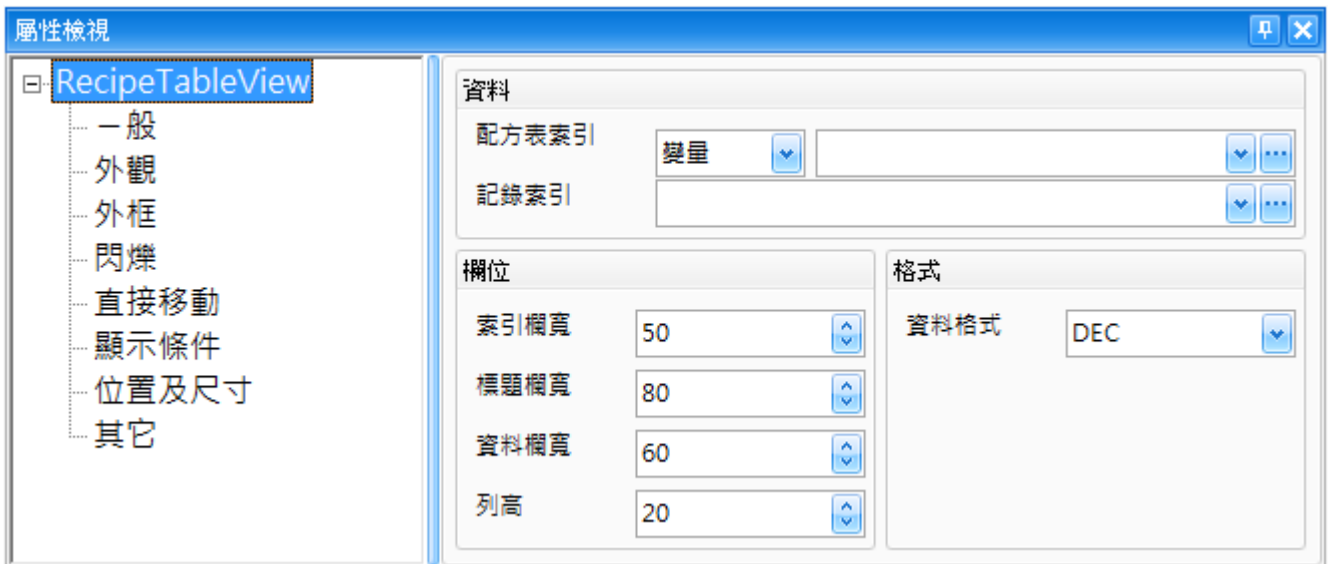 屬性檢視
RecipeTableView
一般
外觀
外框
閃爍
直接移動
顯示條件
位置及尺寸
其它
資料
配方表索引 變量
記錄索引
欄位
索引欄寬 50
標題欄寬 80
資料欄寬 60
列高 20
格式
資料格式 DEC